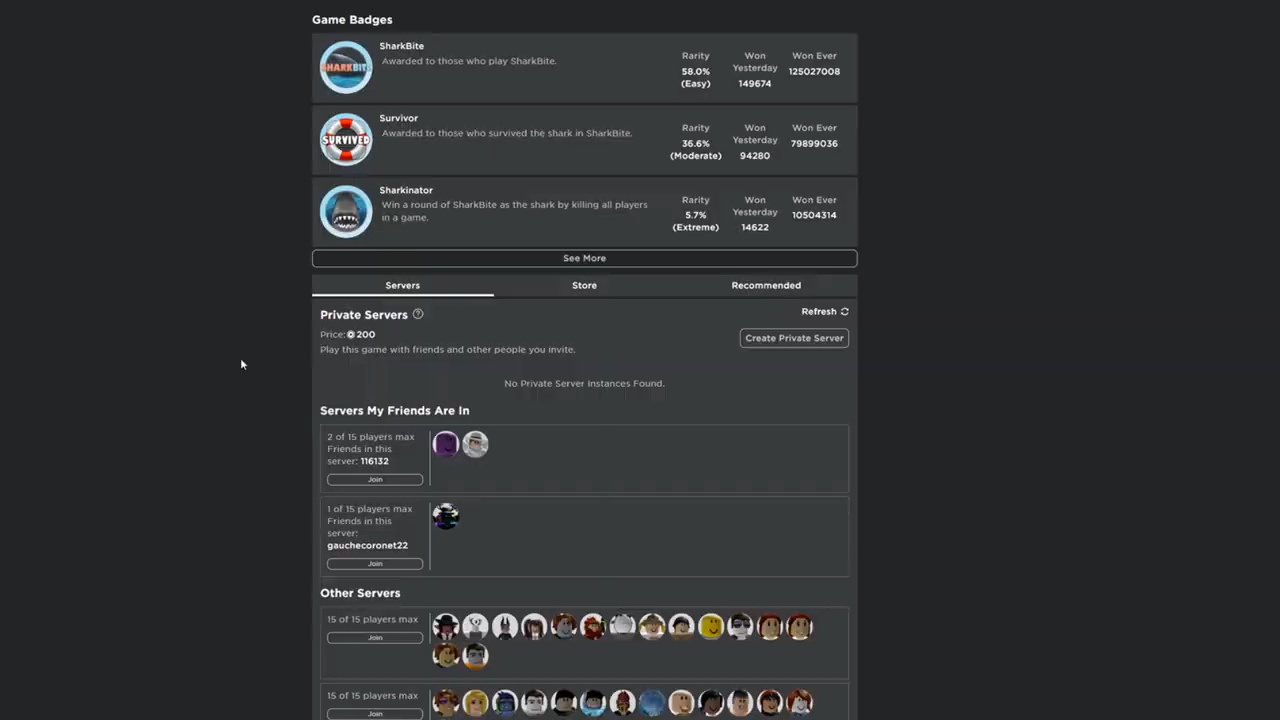 Game Badges
SHARKBITE
SharkBite
Awarded to those who play SharkBite.
Rarity
58.0%
(Easy)
Won
Yesterday
149674
Won Ever
125027008
SURVIVED
Survivor
Awarded to those who survived the shark in SharkBite.
Rarity
36.6%
(Moderate)
Won
Yesterday
94280
Won Ever
79899036
Sharkinator
Win a round of SharkBite as the shark by killing all players
in a game.
Rarity
5.7%
(Extreme)
Won
Yesterday
14622
Won Ever
10504314
See More
Servers
Store
Recommended
Private Servers
Refresh
Price: 200
Create Private Server
Play this game with friends and other people you invite.
No Private Server Instances Found.
Servers My Friends Are In
2 of 15 players max
Friends in this
server: 116132
Join
1 of 15 players max
Friends in this
server:
gauchecoronet22
Join
Other Servers
15 of 15 players max
Join
15 of 15 players max
Join